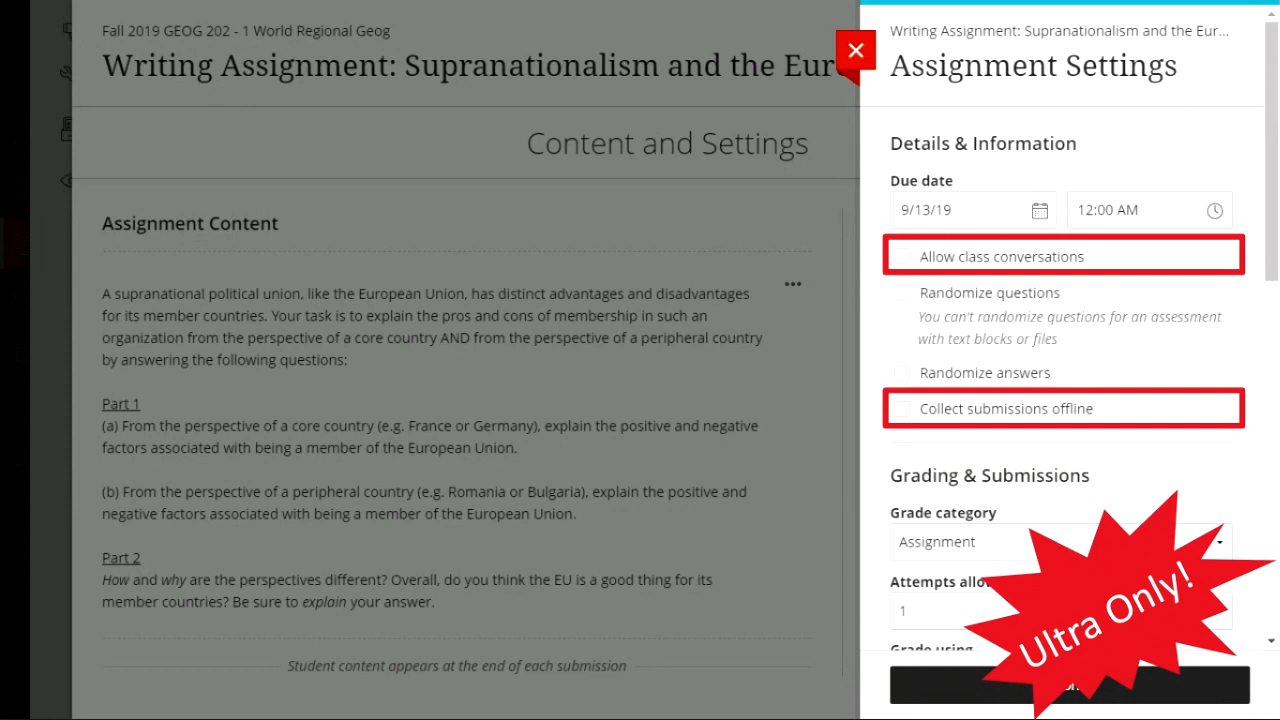 Fall 2019 GEOG 202 - 1 World Regional Geog
Writing Assignment: Supranationalism and the Eur
Content and Settings
Assignment Content
A supranational political union, like the European Union, has distinct advantages and disadvantages
for its member countries. Your task is to explain the pros and cons of membership in such an
organization from the perspective of a core country AND from the perspective of a peripheral country
by answering the following questions:
Part 1
(a) From the perspective of a core country (e.g. France or Germany), explain the positive and negative
factors associated with being a member of the European Union.
(b) From the perspective of a peripheral country (e.g. Romania or Bulgaria), explain the positive and
negative factors associated with being a member of the European Union.
Part 2
How and why are the perspectives different? Overall, do you think the EU is a good thing for its
member countries? Be sure to explain your answer.
Student content appears at the end of each submission
Writing Assignment: Supranationalism and the Eur...
Assignment Settings
Details & Information
Due date
9/13/19
12:00 AM
Allow class conversations
Randomize questions
You can't randomize questions for an assessment
with text blocks or files
Randomize answers
Collect submissions offline
Grading & Submissions
Grade category
Assignment
Attempts allo
1
Grade using
Ultra Only!